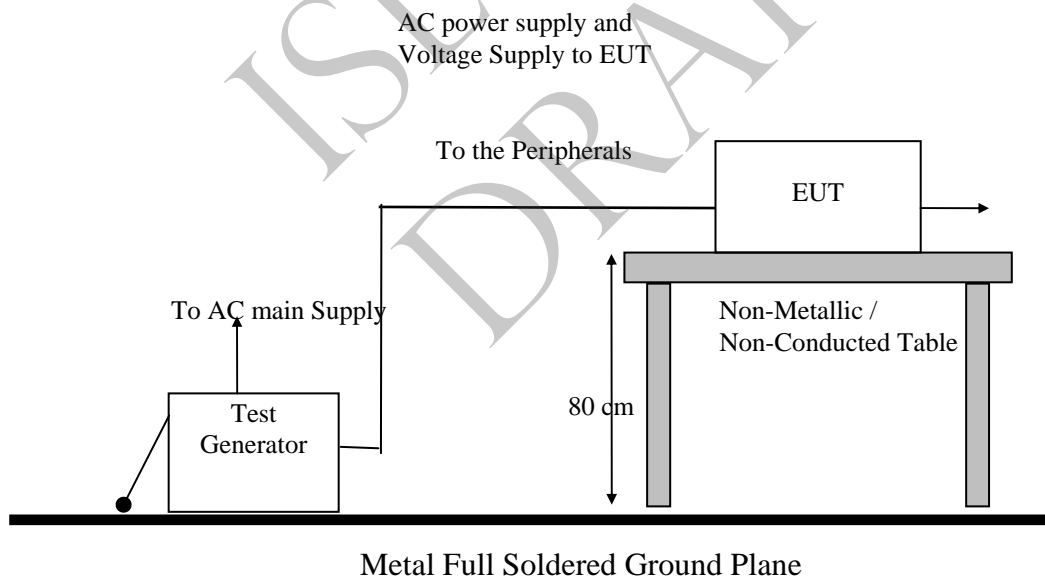 AC power supply and
Voltage Supply to EUT
To the Peripherals
EUT
To AC main Supply
Non-Metallic /
Non-Conducted Table
80 cm
Test
Generator
Metal Full Soldered Ground Plane